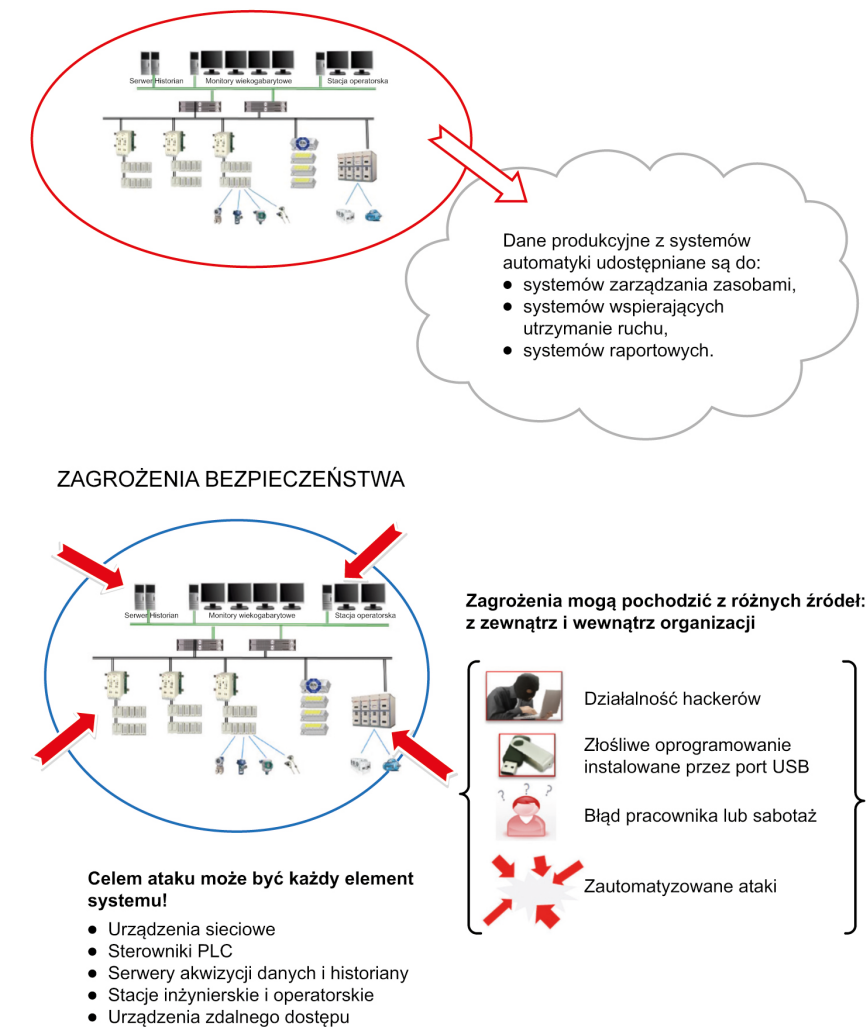 Serwer Historian
Monitory wiekogabarytowe
Stacja operatorska
Dane produkcyjne z systemów
automatyki udostępniane są do:
● systemów zarządzania zasobami,
● systemów wspierających
utrzymanie ruchu,
● systemów raportowych.
ZAGROŻENIA BEZPIECZEŃSTWA
Serwer Historian
Monitory wiekogabarytowe
Stacja operatorska
Zagrożenia mogą pochodzić z różnych źródeł:
z zewnątrz i wewnątrz organizacji
Działalność hackerów
Złośliwe oprogramowanie
instalowane przez port USB
? ? ?
Błąd pracownika lub sabotaż
Zautomatyzowane ataki
Celem ataku może być każdy element
systemu!
● Urządzenia sieciowe
● Sterowniki PLC
● Serwery akwizycji danych i historiany
● Stacje inżynierskie i operatorskie
● Urządzenia zdalnego dostępu